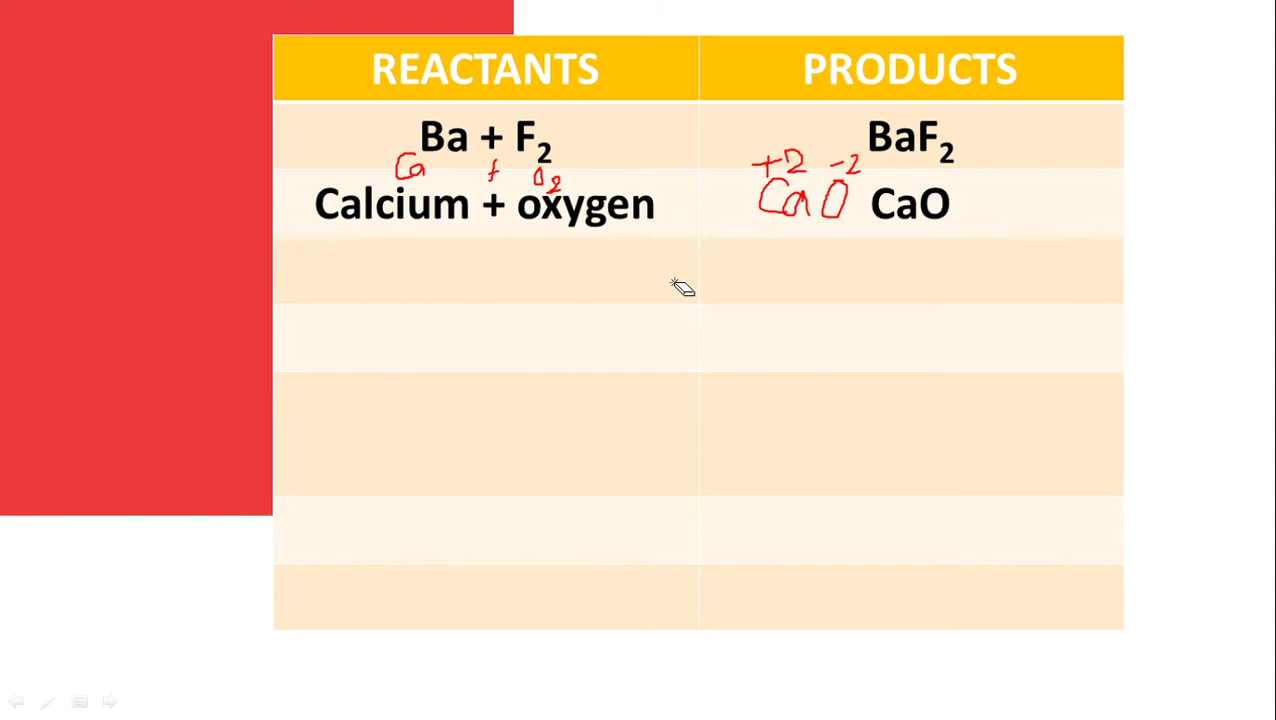 REACTANTS PRODUCTS
Ba + F₂ BaF₂
Ca + O₂ +2 -2
Calcium + oxygen CaO CaO